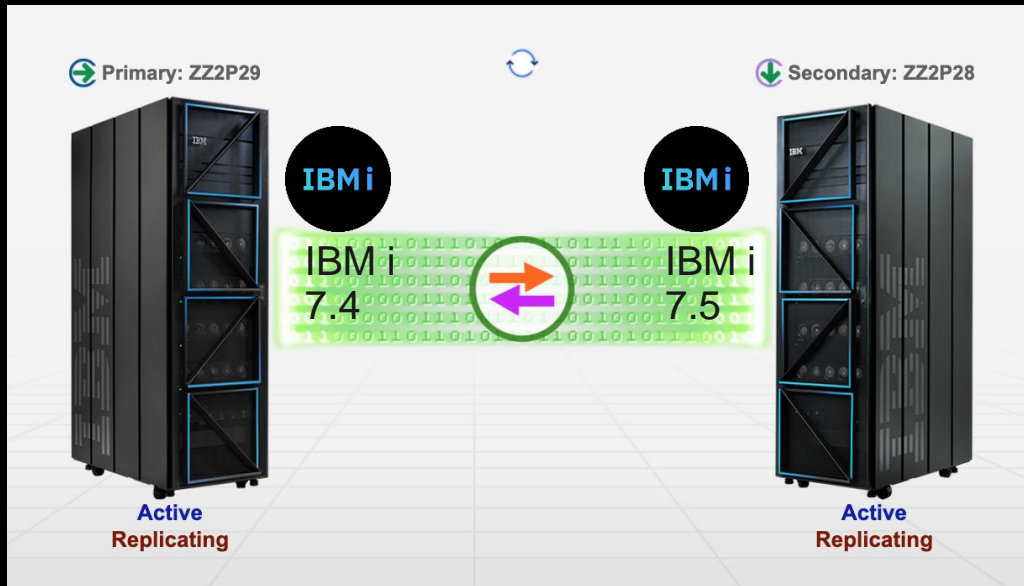 Primary: ZZ2P29
Secondary: ZZ2P28
IBM
IBM
IBM i
IBM i
IBM i
7.4
IBM i
7.5
Active
Replicating
Active
Replicating